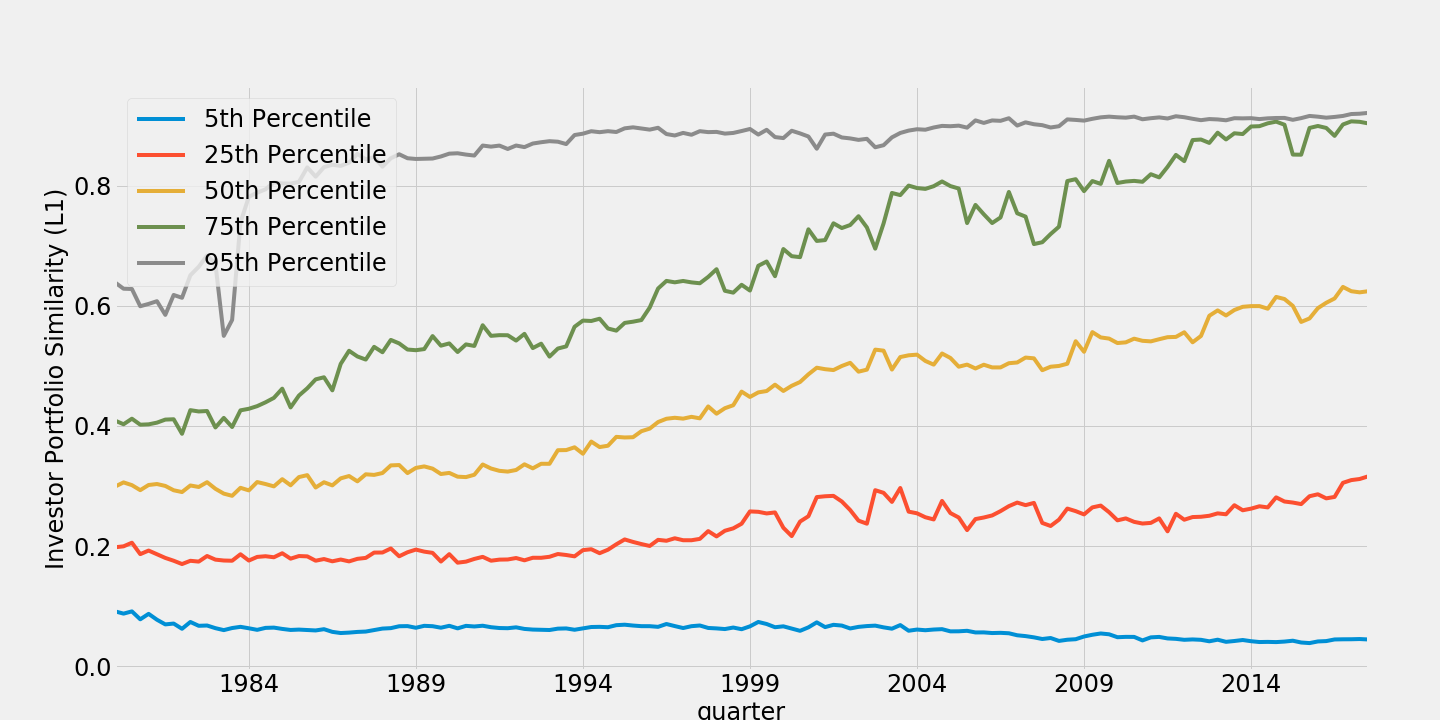 5th Percentile
25th Percentile
50th Percentile
75th Percentile
95th Percentile
Investor Portfolio Similarity (L1)
0.8
0.6
0.4
0.2
0.0
1984 1989 1994 1999 2004 2009 2014
quarter